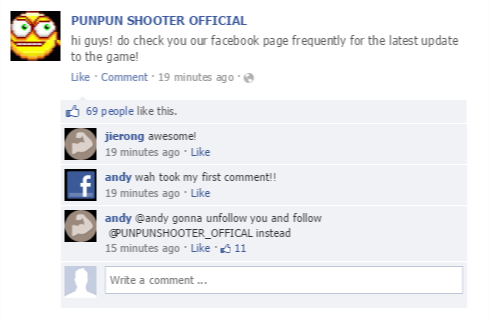 PUNPUN SHOOTER OFFICIAL
hi guys! do check you our facebook page frequently for the latest update
to the game!
Like · Comment · 19 minutes ago ·
69 people like this.
jierong awesome!
19 minutes ago · Like
andy wah took my first comment!!
19 minutes ago · Like
andy @andy gonna unfollow you and follow
@PUNPUNSHOOTER_OFFICAL instead
15 minutes ago · Like · 11
Write a comment ...